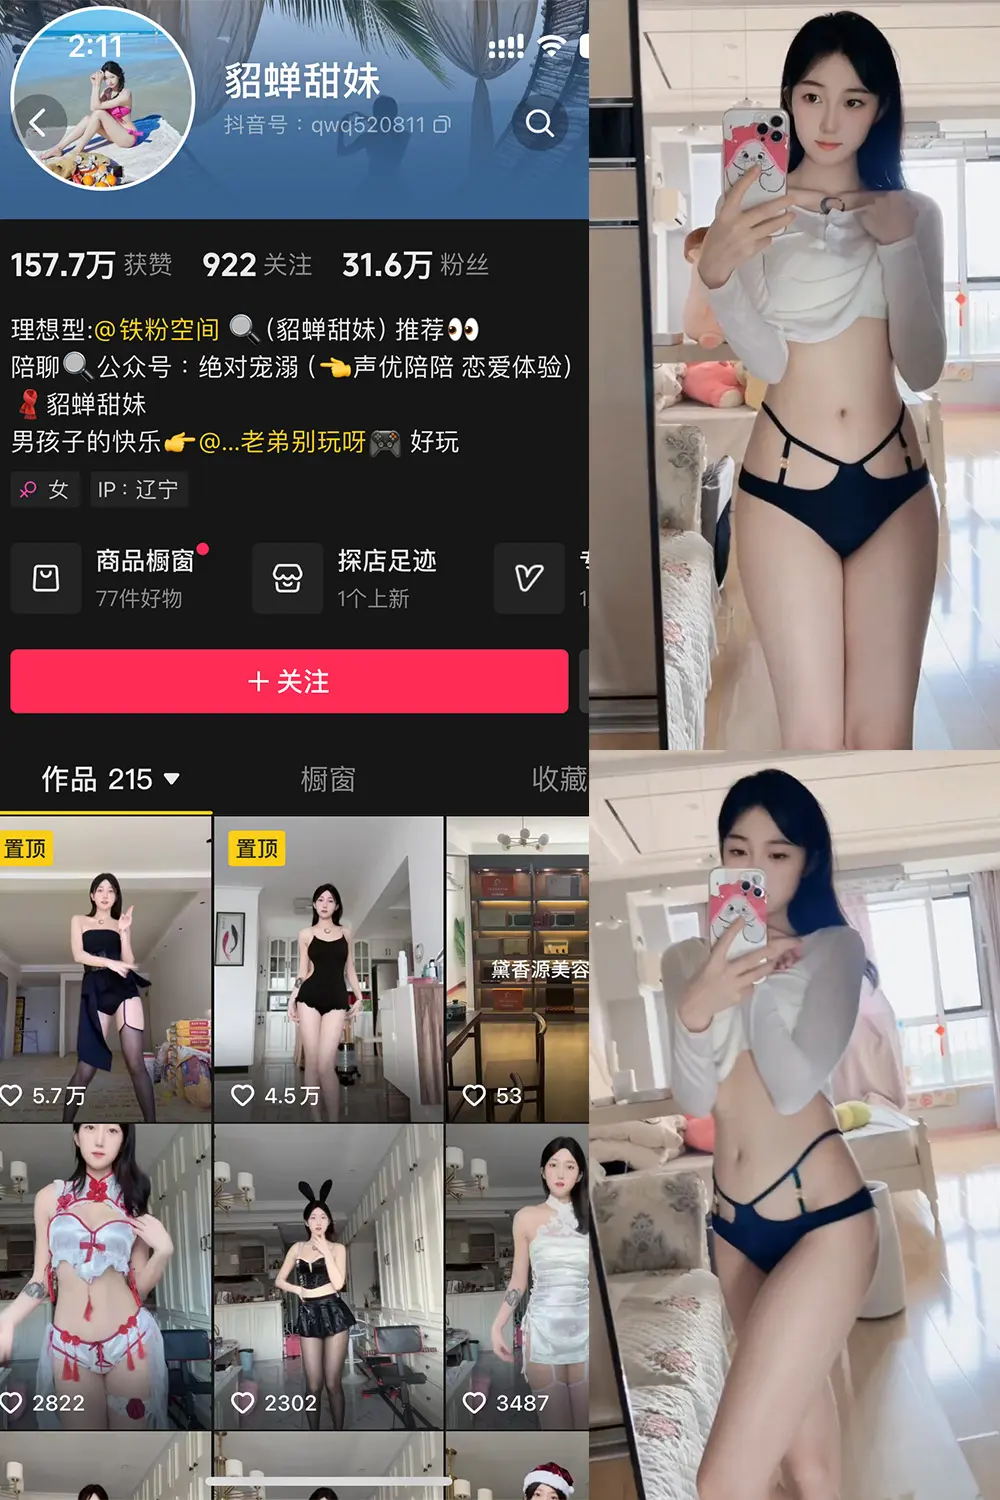 2:11
貂蝉甜妹
抖音号：qwq520811
157.7万 获赞 922 关注 31.6万 粉丝
理想型:@铁粉空间 🔍 (貂蝉甜妹) 推荐👀
陪聊🔍公众号：绝对宠溺 (👈声优陪陪 恋爱体验)
🧣貂蝉甜妹
男孩子的快乐👉@...老弟别玩呀🎮 好玩
女 IP：辽宁
商品橱窗
77件好物
探店足迹
1个上新
+ 关注
作品 215 橱窗 收藏
置顶
5.7万
置顶
4.5万
黛香源美容
53
2822
2302
3487